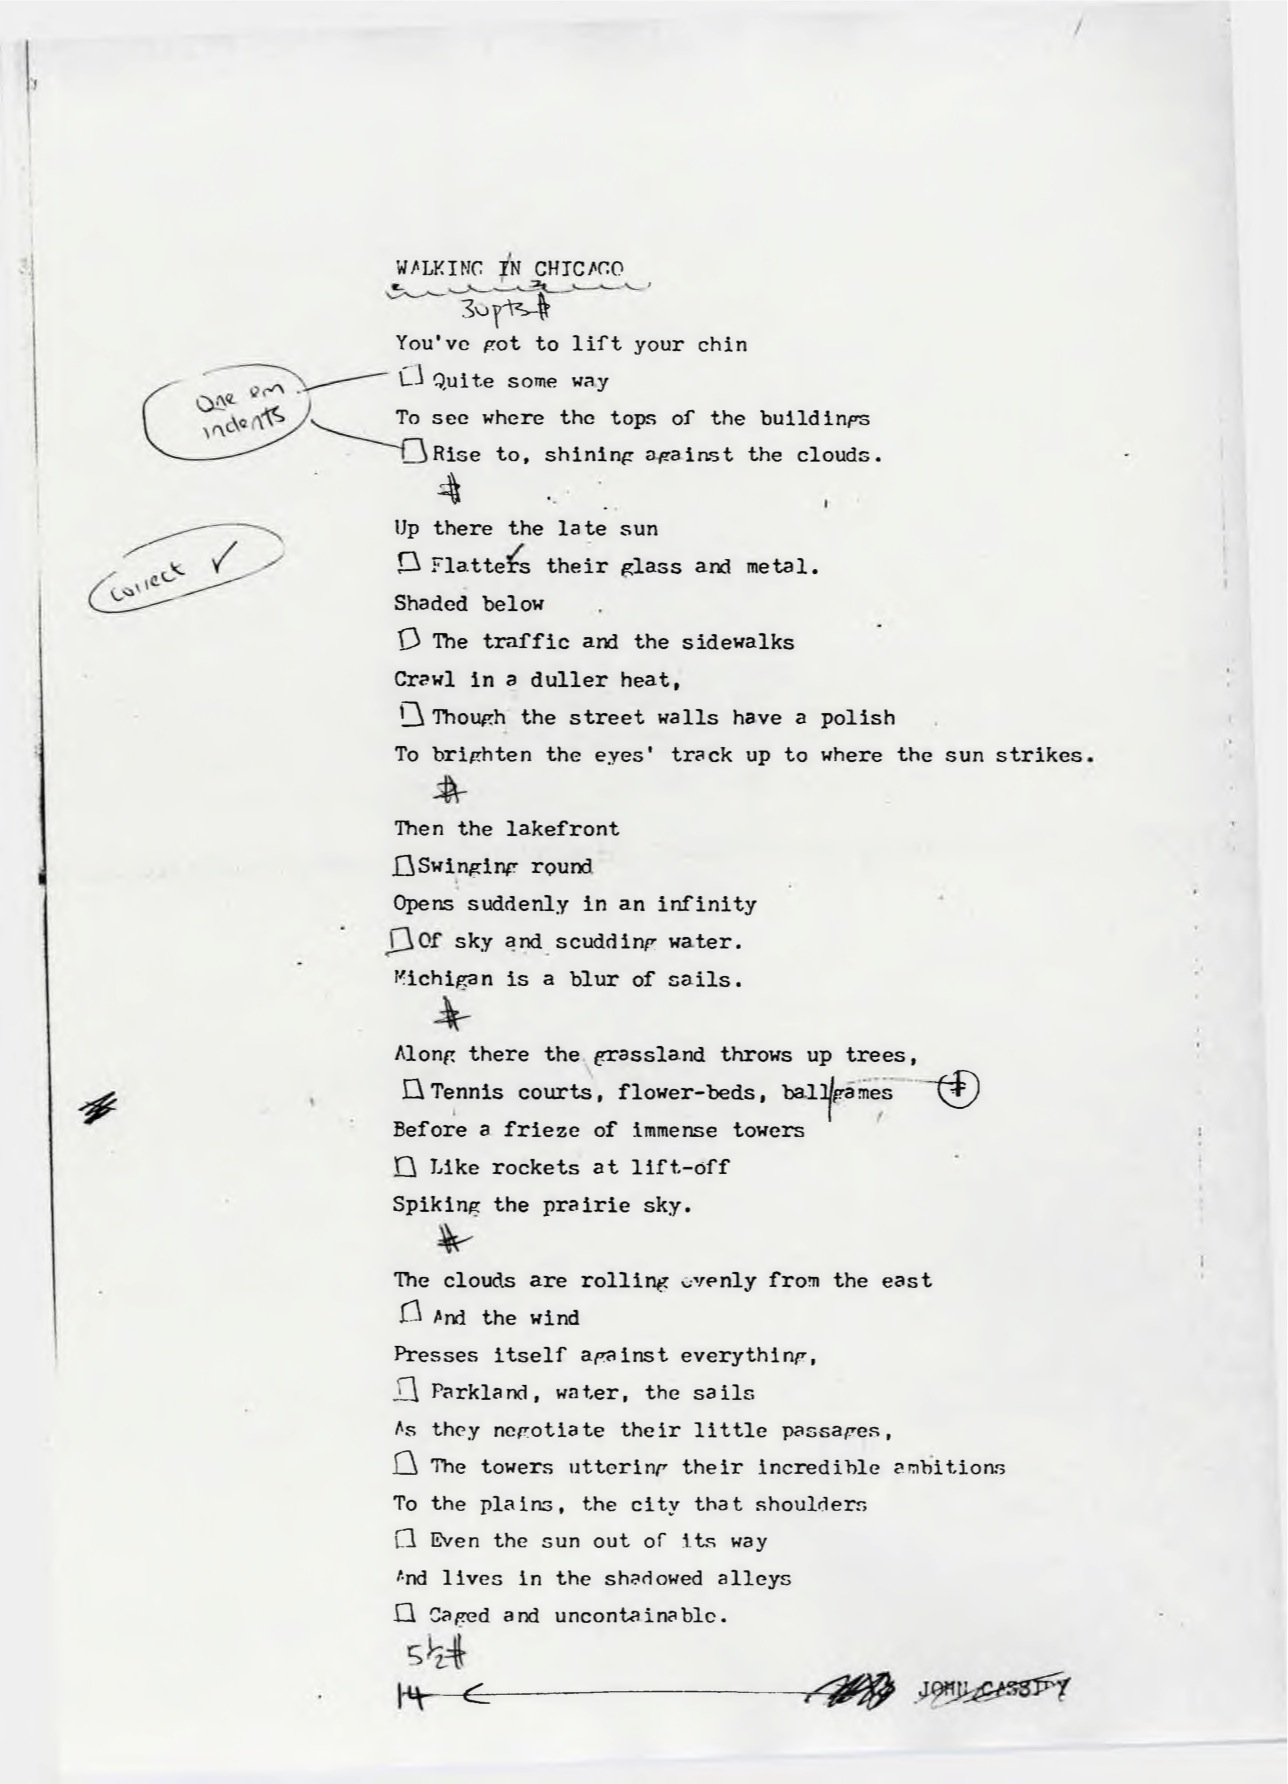 WALKING IN CHICAGO
30pts #
You've got to lift your chin
Quite some way
One em
indents
To see where the tops of the buildings
Rise to, shining against the clouds.
#
Up there the late sun
Flatters their glass and metal.
Correct ✓
Shaded below
The traffic and the sidewalks
Crawl in a duller heat,
Though the street walls have a polish
To brighten the eyes' track up to where the sun strikes.
#
Then the lakefront
Swinging round
Opens suddenly in an infinity
Of sky and scudding water.
Michigan is a blur of sails.
#
Along there the grassland throws up trees,
Tennis courts, flower-beds, ball|games #
Before a frieze of immense towers
Like rockets at lift-off
Spiking the prairie sky.
#
The clouds are rolling evenly from the east
And the wind
Presses itself against everything,
Parkland, water, the sails
As they negotiate their little passages,
The towers uttering their incredible ambitions
To the plains, the city that shoulders
Even the sun out of its way
And lives in the shadowed alleys
Caged and uncontainable.
5½#
14 JOHN CASSIDY